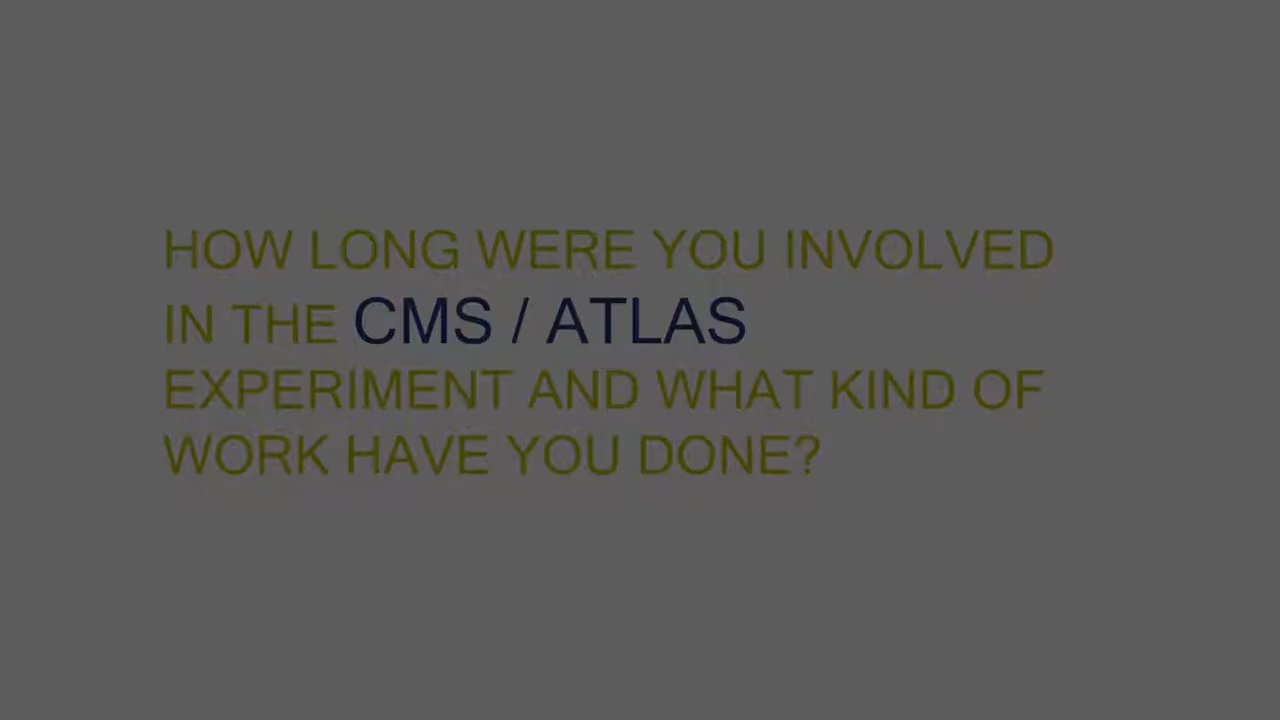 HOW LONG WERE YOU INVOLVED
IN THE CMS / ATLAS
EXPERIMENT AND WHAT KIND OF
WORK HAVE YOU DONE?